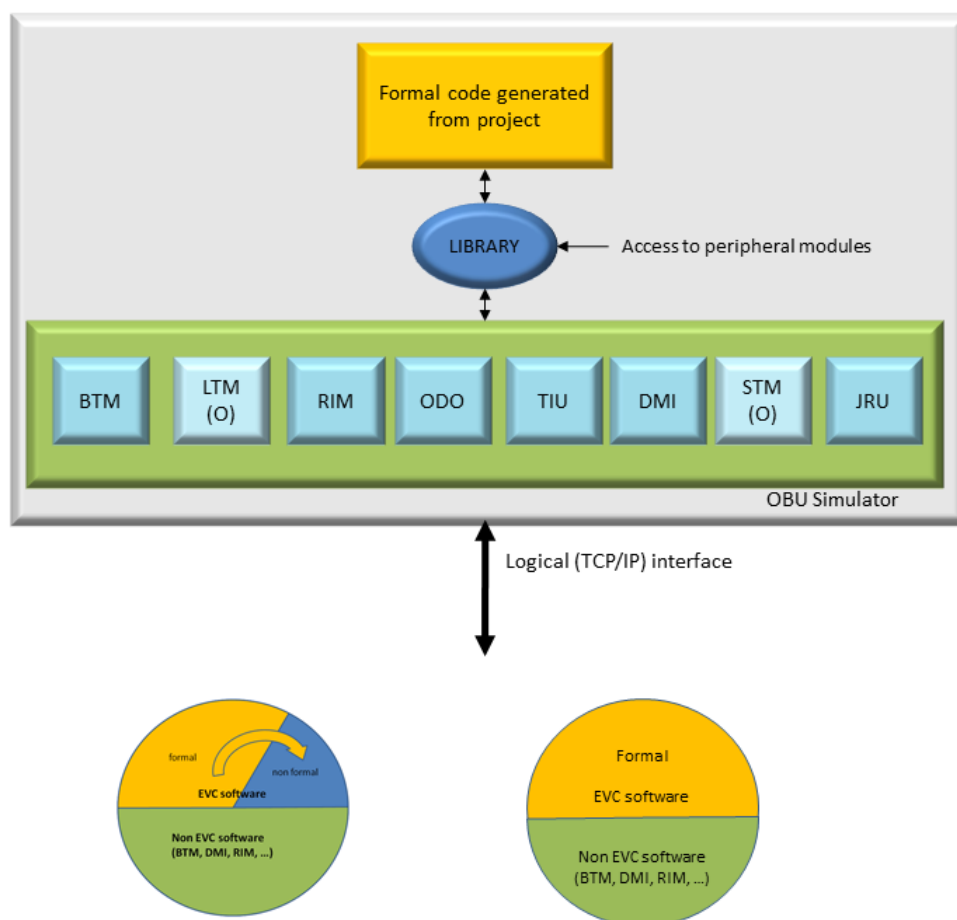 Formal code generated
from project
LIBRARY
Access to peripheral modules
BTM
LTM
(O)
RIM
ODO
TIU
DMI
STM
(O)
JRU
OBU Simulator
Logical (TCP/IP) interface
formal
non formal
EVC software
Non EVC software
(BTM, DMI, RIM, ...)
Formal
EVC software
Non EVC software
(BTM, DMI, RIM, ...)